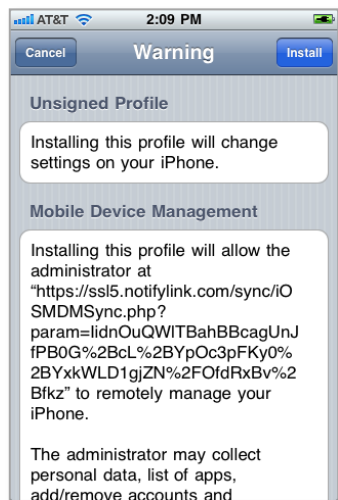 AT&T 2:09 PM
Cancel Warning Install
Unsigned Profile
Installing this profile will change
settings on your iPhone.
Mobile Device Management
Installing this profile will allow the
administrator at
“https://ssl5.notifylink.com/sync/iO
SMDMSync.php?
param=IidnOuQWITBahBBcagUnJ
fPB0G%2BcL%2BYpOc3pFKy0%
2BYxkWLD1gjZN%2FOfdRxBv%2
Bfkz” to remotely manage your
iPhone.
The administrator may collect
personal data, list of apps,
add/remove accounts and